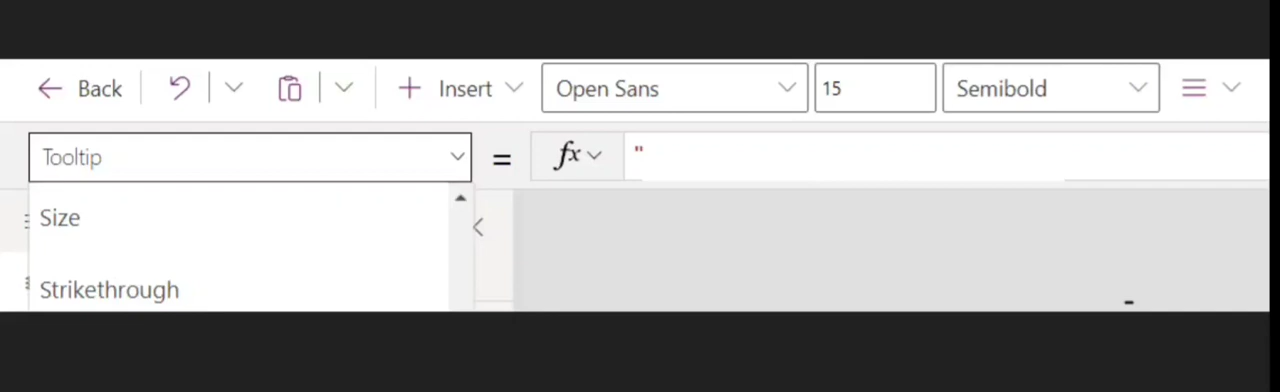 Back Insert Open Sans 15 Semibold
Tooltip = fx "
Size
Strikethrough